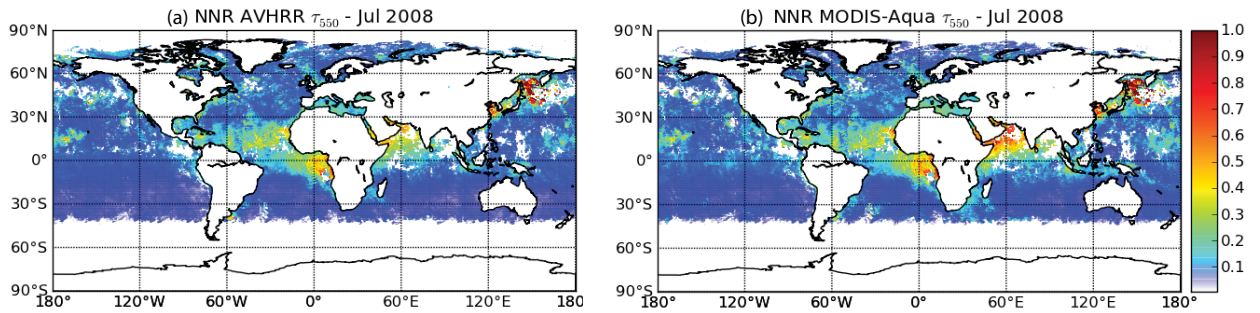 (a) NNR AVHRR τ₅₅₀ - Jul 2008
90°N
60°N
30°N
0°
30°S
60°S
90°S
180°
120°W
60°W
0°
60°E
120°E
180°
(b) NNR MODIS-Aqua τ₅₅₀ - Jul 2008
90°N
60°N
30°N
0°
30°S
60°S
90°S
180°
120°W
60°W
0°
60°E
120°E
180°
1.0
0.9
0.8
0.7
0.6
0.5
0.4
0.3
0.2
0.1